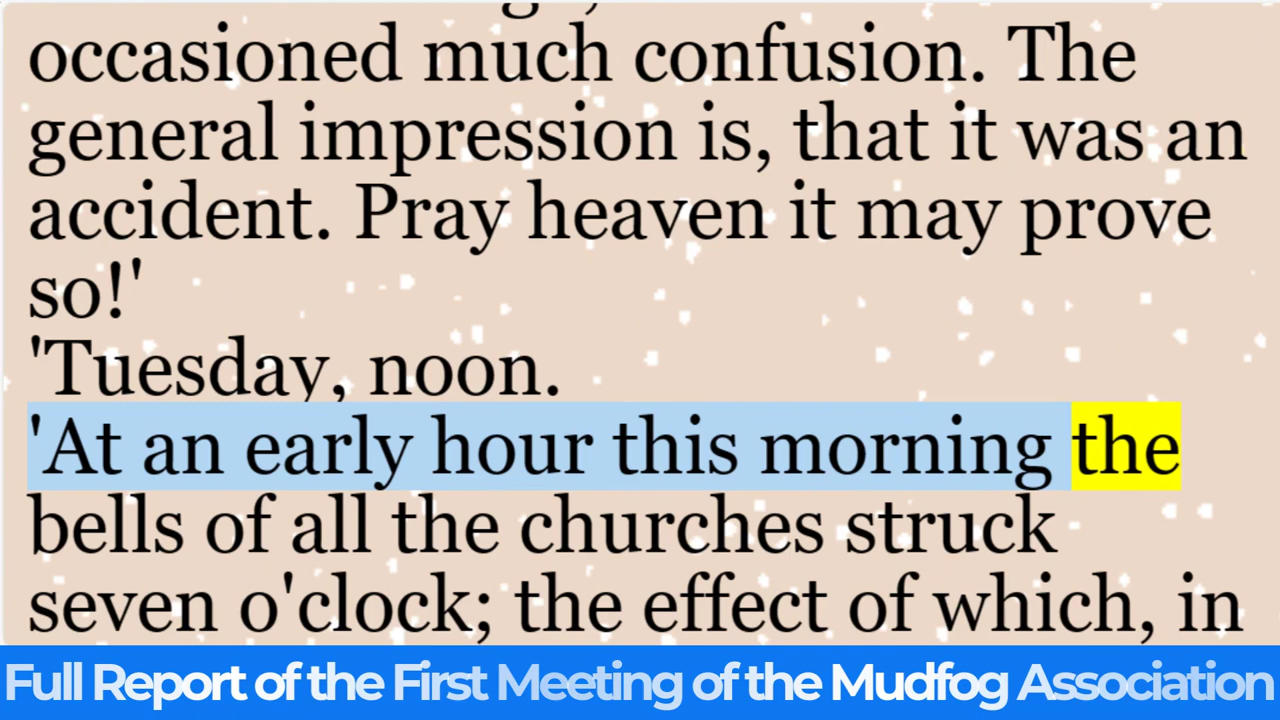 occasioned much confusion. The
general impression is, that it was an
accident. Pray heaven it may prove
so!'
'Tuesday, noon.
'At an early hour this morning the
bells of all the churches struck
seven o'clock; the effect of which, in
Full Report of the First Meeting of the Mudfog Association